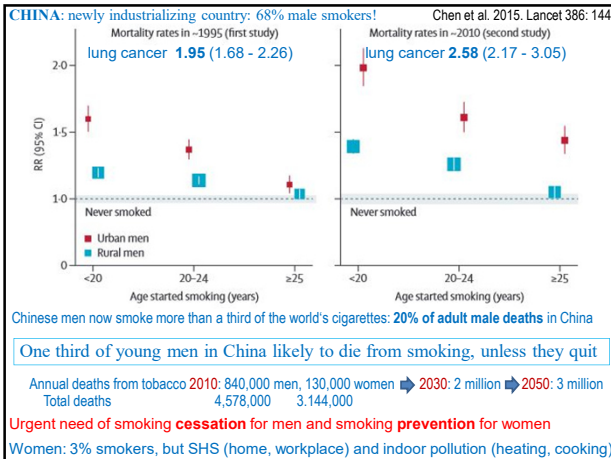 CHINA: newly industrializing country: 68% male smokers!
Chen et al. 2015. Lancet 386: 144
Mortality rates in ~1995 (first study)
Mortality rates in ~2010 (second study)
lung cancer 1.95 (1.68 - 2.26)
lung cancer 2.58 (2.17 - 3.05)
RR (95% CI)
2·0
1·5
1·0
0
Never smoked
Never smoked
Urban men
Rural men
<20
20–24
≥25
<20
20–24
≥25
Age started smoking (years)
Age started smoking (years)
Chinese men now smoke more than a third of the world's cigarettes: 20% of adult male deaths in China
One third of young men in China likely to die from smoking, unless they quit
Annual deaths from tobacco 2010: 840,000 men, 130,000 women 2030: 2 million 2050: 3 million
Total deaths 4,578,000 3.144,000
Urgent need of smoking cessation for men and smoking prevention for women
Women: 3% smokers, but SHS (home, workplace) and indoor pollution (heating, cooking)